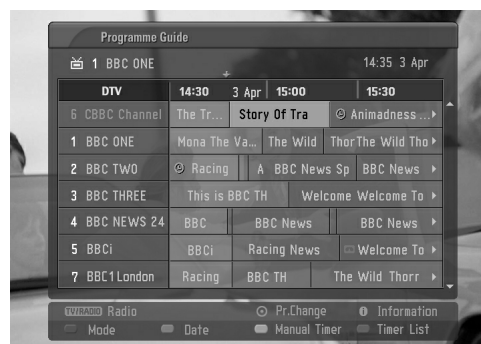 Programme Guide
1 BBC ONE 14:35 3 Apr
DTV 14:30 3 Apr 15:00 15:30
6 CBBC Channel The Tr... Story Of Tra Animadness ...
1 BBC ONE Mona The Va... The Wild ThorThe Wild Tho
2 BBC TWO Racing A BBC News Sp BBC News
3 BBC THREE This is BBC TH Welcome Welcome To
4 BBC NEWS 24 BBC BBC News BBC News
5 BBCi BBCi Racing News Welcome To
7 BBC1 London Racing BBC TH The Wild Thorr
TV/RADIO Radio Pr.Change Information
Mode Date Manual Timer Timer List